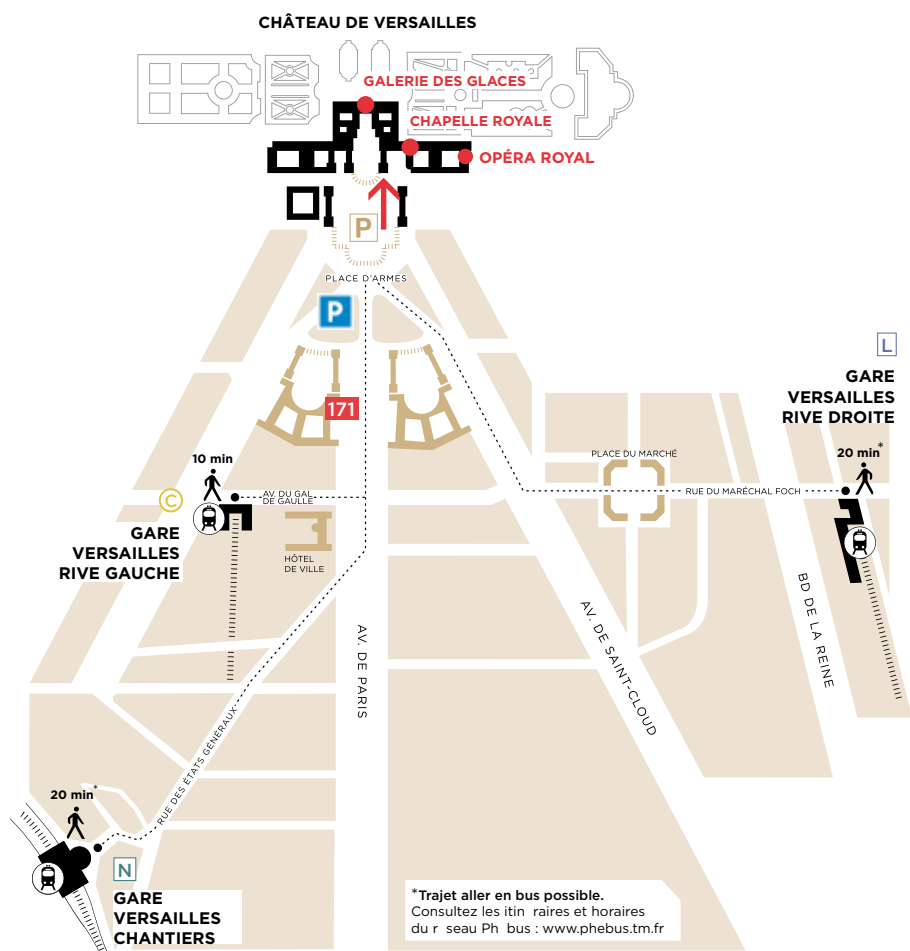 CHÂTEAU DE VERSAILLES
GALERIE DES GLACES
CHAPELLE ROYALE
OPÉRA ROYAL
P
PLACE D'ARMES
P
L
GARE
VERSAILLES
RIVE DROITE
171
20 min*
PLACE DU MARCHÉ
10 min
RUE DU MARÉCHAL FOCH
AV. DU GAL
DE GAULLE
C
GARE
VERSAILLES
RIVE GAUCHE
HÔTEL
DE VILLE
BD DE LA REINE
AV. DE SAINT-CLOUD
AV. DE PARIS
RUE DES ÉTATS GÉNÉRAUX
20 min*
N
GARE
VERSAILLES
CHANTIERS
*Trajet aller en bus possible.
Consultez les itin raires et horaires
du r seau Ph bus : www.phebus.tm.fr